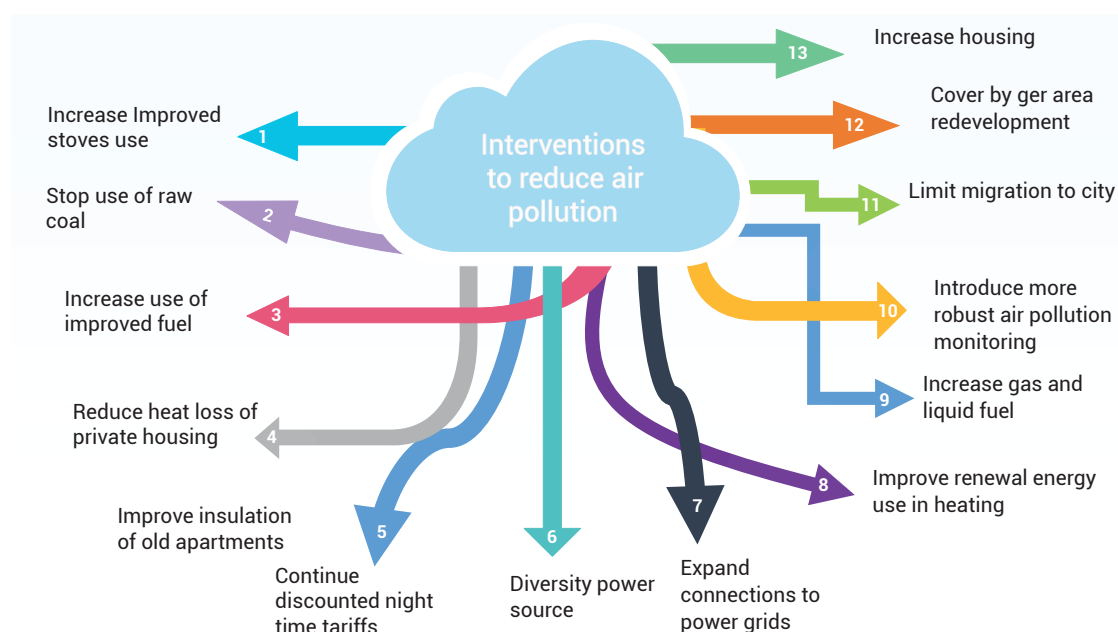 Interventions
to reduce air
pollution
1
Increase Improved
stoves use
2
Stop use of raw
coal
3
Increase use of
improved fuel
4
Reduce heat loss of
private housing
Improve insulation
of old apartments
5
Continue
discounted night
time tariffs
6
Diversity power
source
7
Expand
connections to
power grids
8
Improve renewal energy
use in heating
9
Increase gas and
liquid fuel
10
Introduce more
robust air pollution
monitoring
11
Limit migration to city
12
Cover by ger area
redevelopment
13
Increase housing